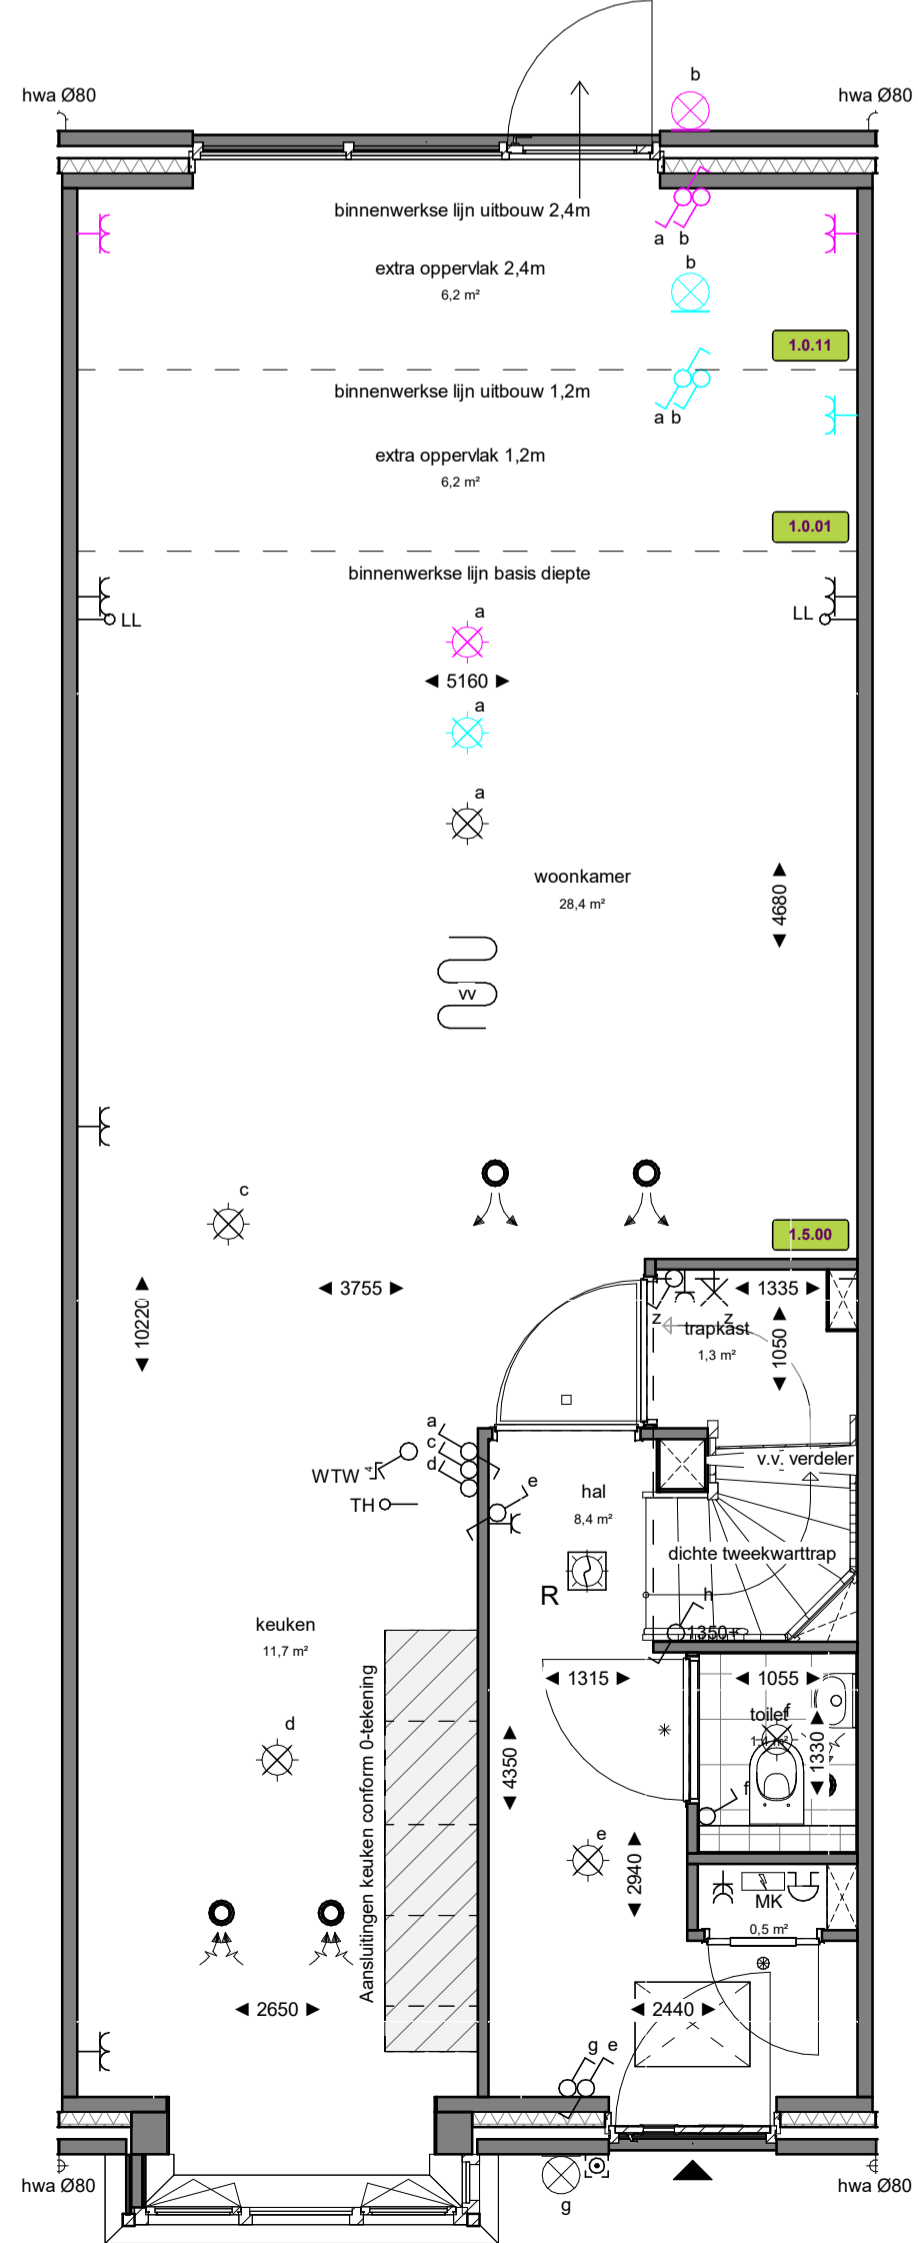 b
hwa Ø80
hwa Ø80
binnenwerkse lijn uitbouw 2,4m
a b
extra oppervlak 2,4m
6,2 m²
b
1.0.11
binnenwerkse lijn uitbouw 1,2m
a b
extra oppervlak 1,2m
6,2 m²
1.0.01
binnenwerkse lijn basis diepte
LL
LL
a
5160
a
a
woonkamer
28,4 m²
4680
vv
c
1.5.00
3755
10220
1335
z
z
trapkast
1,3 m²
1050
a
c
d
WTW
4
TH
e
v.v. verdeler
hal
8,4 m²
dichte tweekwarttrap
R
h
1350+
keuken
11,7 m²
Aansluitingen keuken conform 0-tekening
1315
1055
toilet
f
1330
d
4350
f
e
2940
MK
0,5 m²
2650
2440
g e
hwa Ø80
hwa Ø80
g